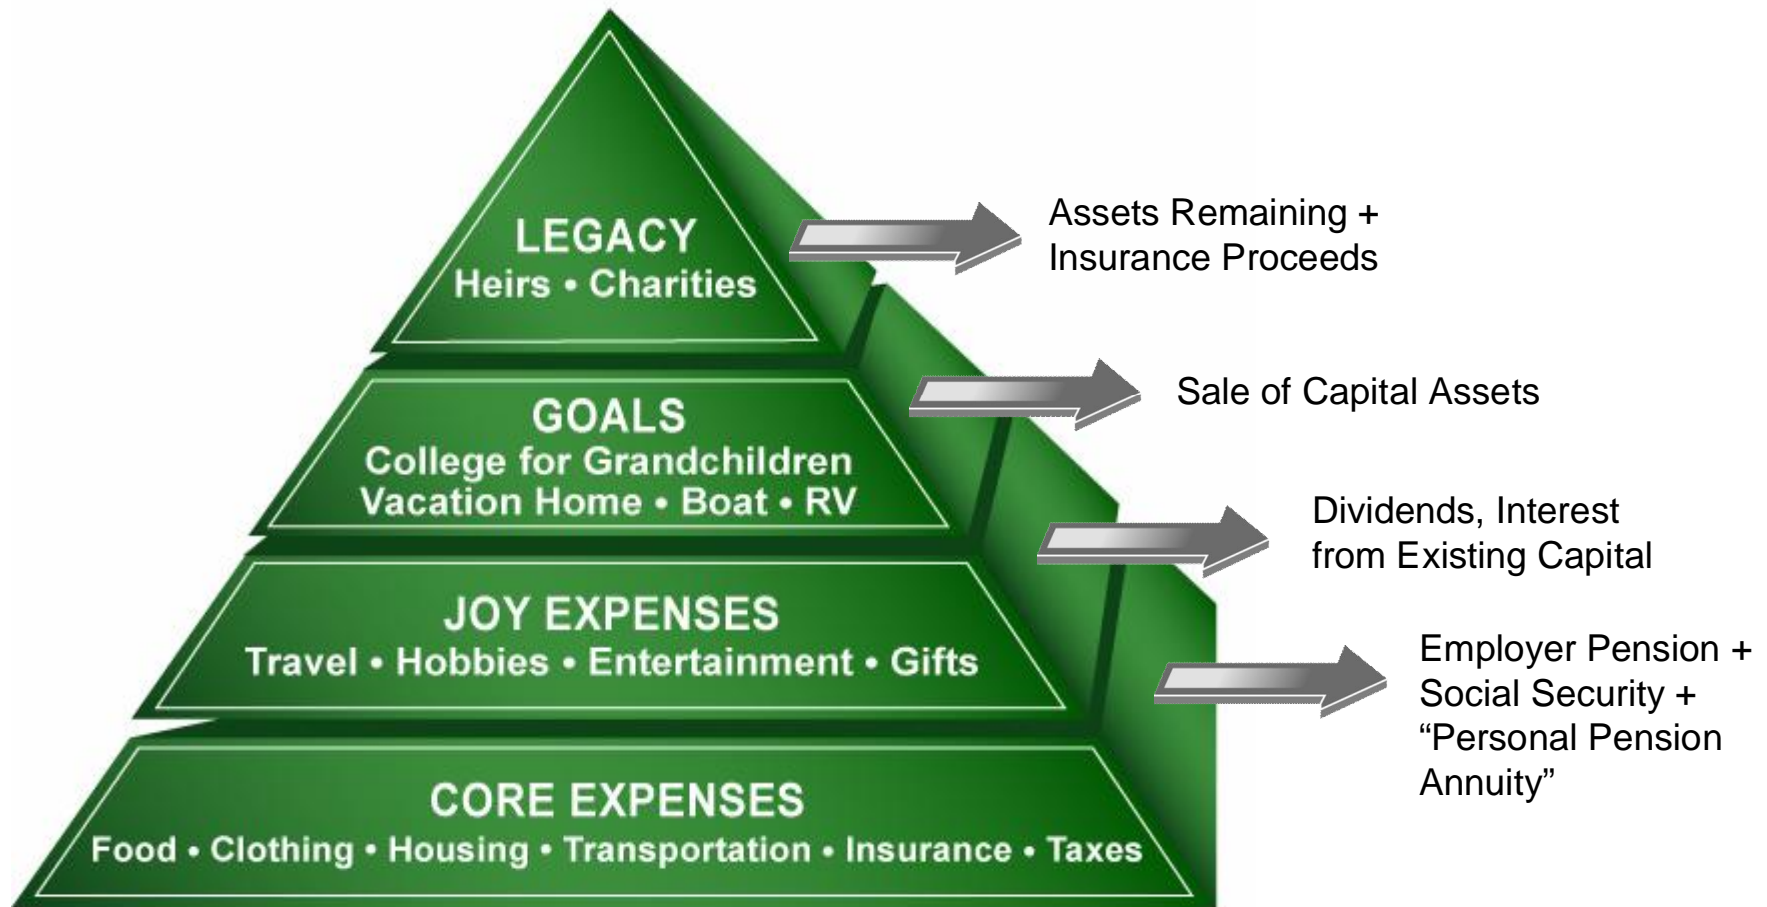 LEGACY
Heirs • Charities
Assets Remaining +
Insurance Proceeds
GOALS
College for Grandchildren
Vacation Home • Boat • RV
Sale of Capital Assets
JOY EXPENSES
Travel • Hobbies • Entertainment • Gifts
Dividends, Interest
from Existing Capital
CORE EXPENSES
Food • Clothing • Housing • Transportation • Insurance • Taxes
Employer Pension +
Social Security +
“Personal Pension
Annuity”